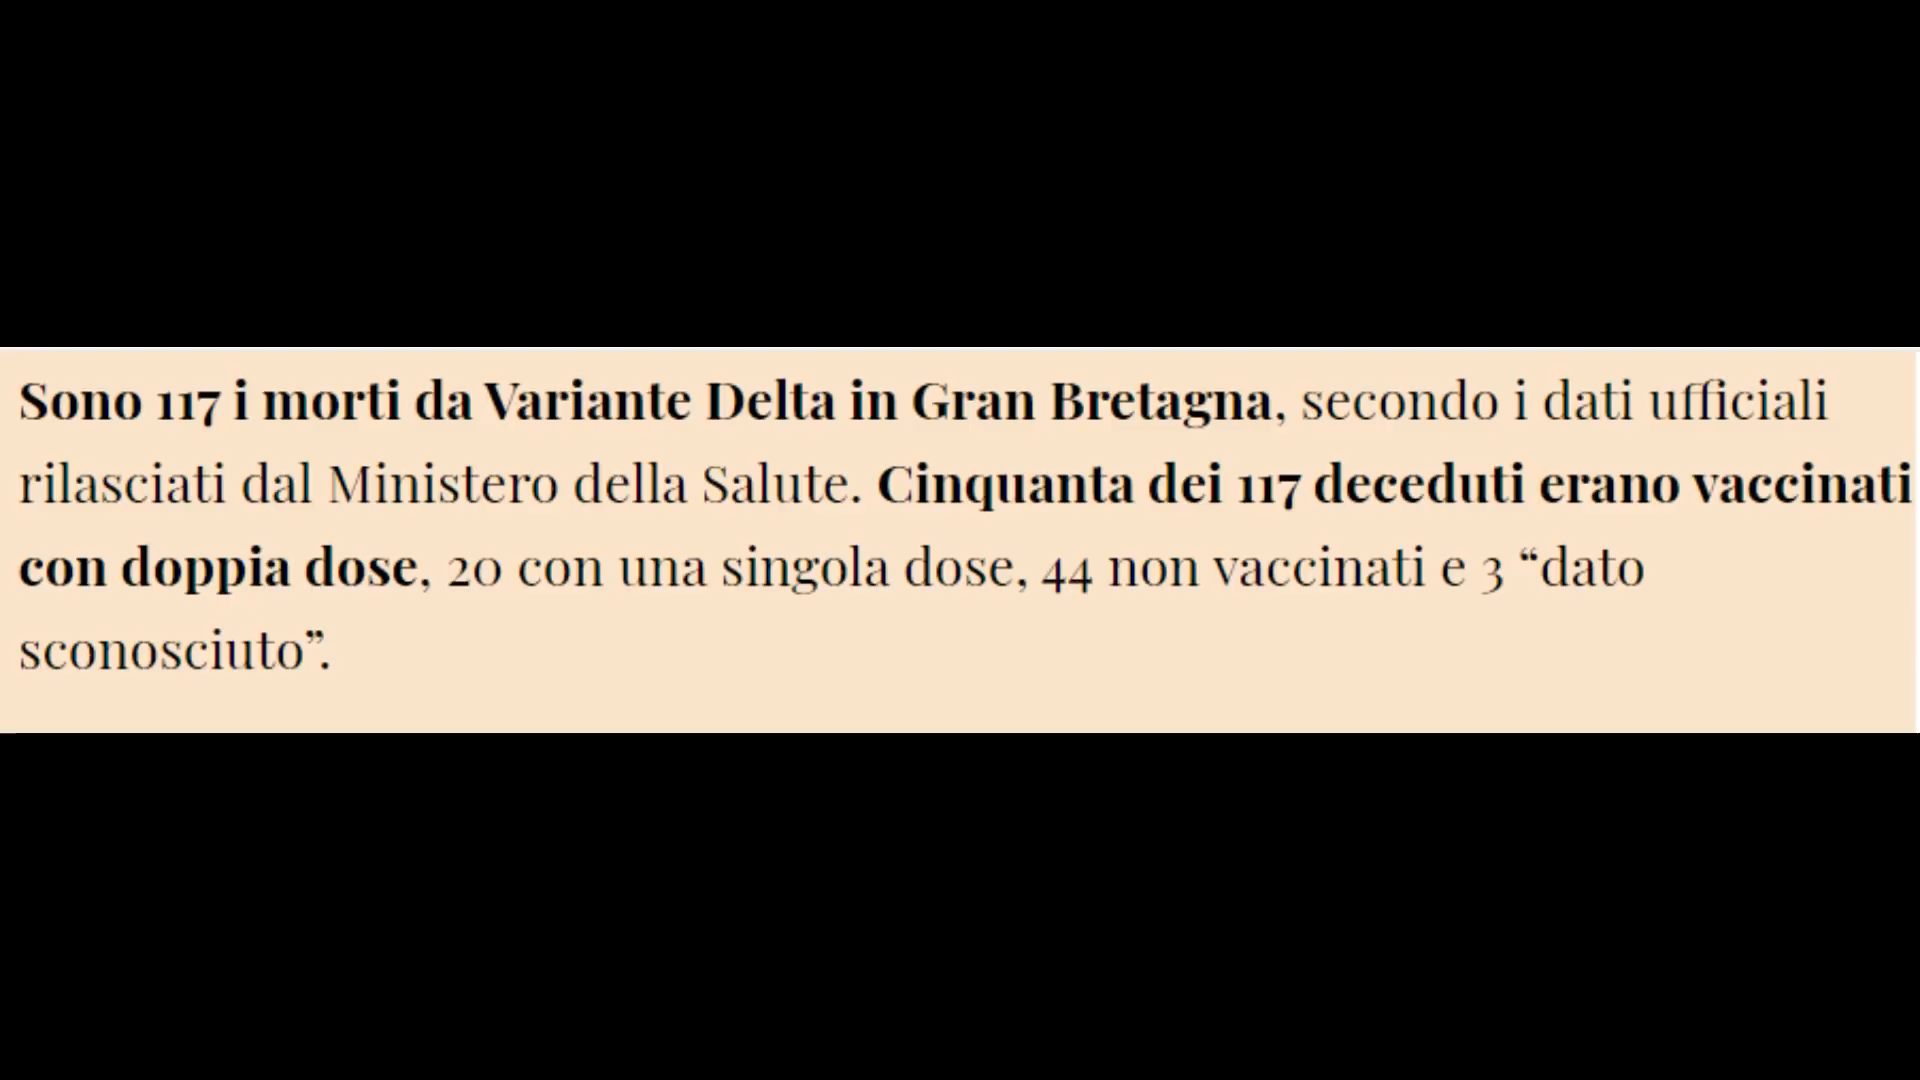 Sono 117 i morti da Variante Delta in Gran Bretagna, secondo i dati ufficiali
rilasciati dal Ministero della Salute. Cinquanta dei 117 deceduti erano vaccinati
con doppia dose, 20 con una singola dose, 44 non vaccinati e 3 “dato
sconosciuto”.